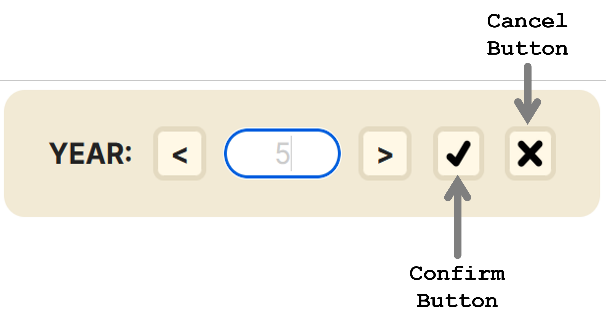 Cancel
Button
YEAR: < 5 > ✓ ✕
Confirm
Button